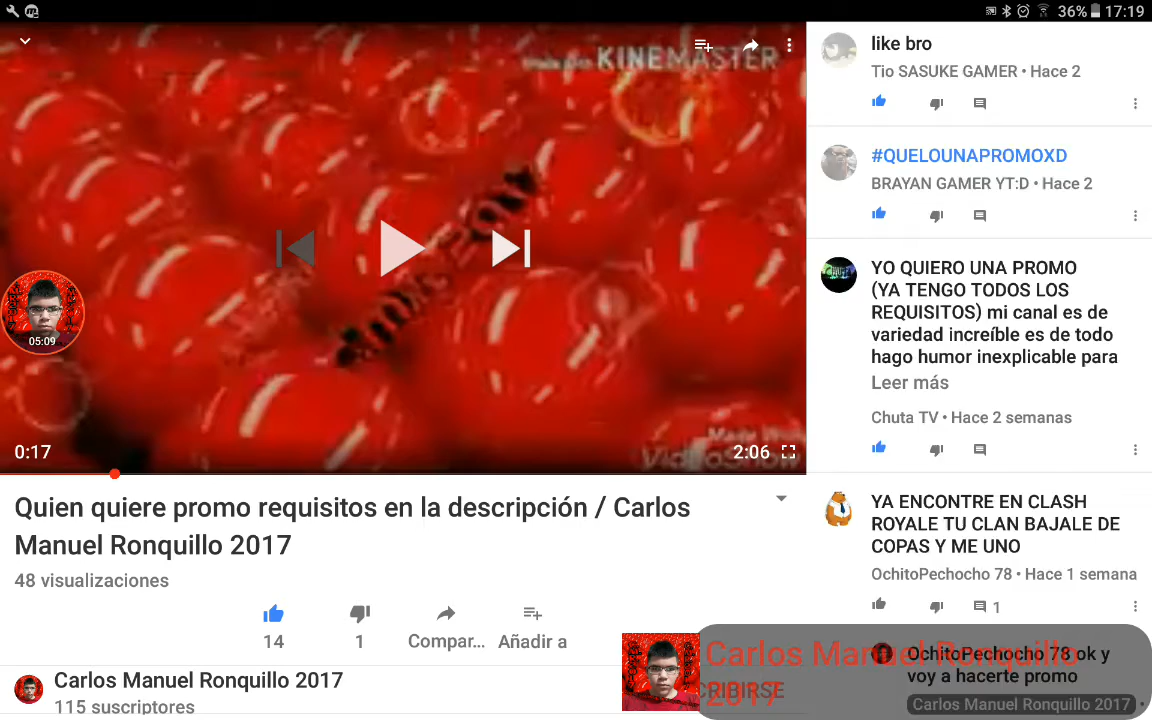 36% 17:19
KINEMASTER
05:09
0:17
2:06
Quien quiere promo requisitos en la descripción / Carlos
Manuel Ronquillo 2017
48 visualizaciones
14
1
Compar...
Añadir a
Carlos Manuel Ronquillo 2017
115 suscriptores
like bro
Tio SASUKE GAMER • Hace 2
#QUELOUNAPROMOXD
BRAYAN GAMER YT:D • Hace 2
YO QUIERO UNA PROMO
(YA TENGO TODOS LOS
REQUISITOS) mi canal es de
variedad increíble es de todo
hago humor inexplicable para
Leer más
Chuta TV • Hace 2 semanas
YA ENCONTRE EN CLASH
ROYALE TU CLAN BAJALE DE
COPAS Y ME UNO
OchitoPechocho 78 • Hace 1 semana
1
OchitoPechocho 78 ok y
voy a hacerte promo
Carlos Manuel Ronquillo 2017 •
Carlos Manuel Ronquillo
2017
CRIBIRSE